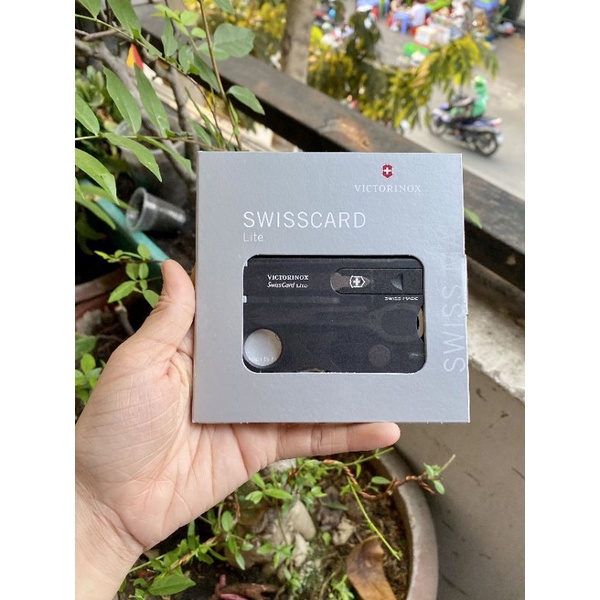 VICTORINOX
SWISSCARD
Lite
VICTORINOX
SwissCard Lite
SWISS MADE
SWISS